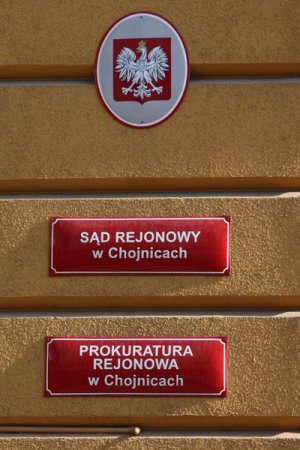 SĄD REJONOWY
w Chojnicach
PROKURATURA
REJONOWA
w Chojnicach